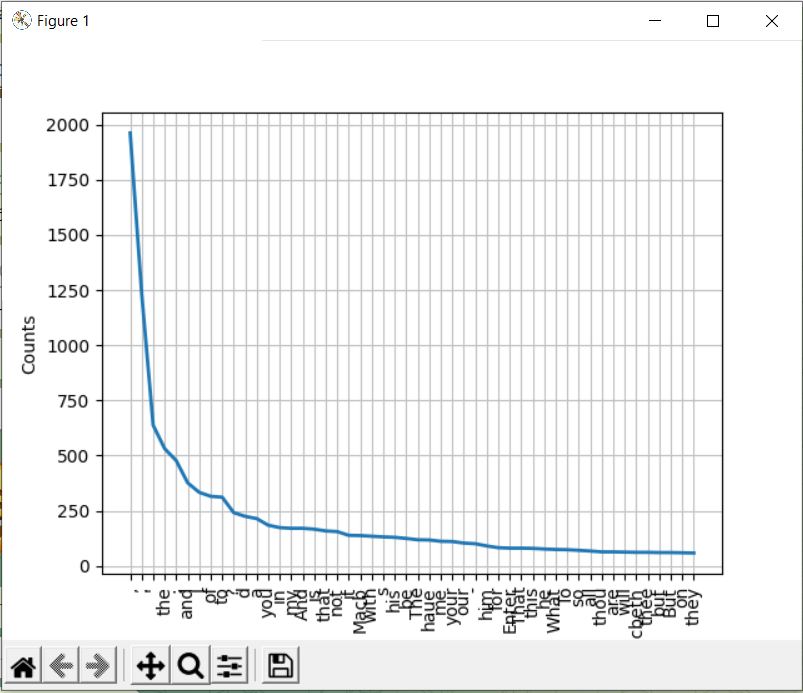 Figure 1
2000
1750
1500
1250
1000
750
500
250
0
Counts
,
.
the
:
and
I
of
to
d
a
you
in
my
And
is
that
not
it
Macb
with
s
his
be
The
haue
me
your
our
-
him
for
Enter
That
this
he
What
To
so
all
thou
are
will
cbeth
thee
but
But
on
they